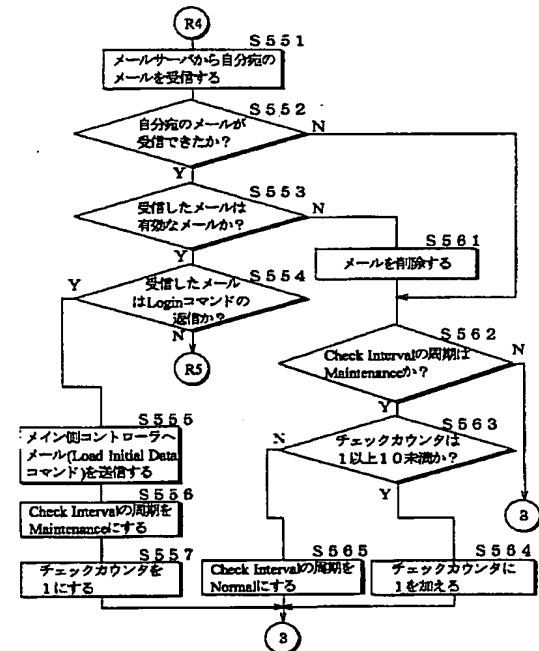 R4
S551
メールサーバから自分宛の
メールを受信する
S552
自分宛のメールが
受信できたか？
N
Y
S553
受信したメールは
有効なメールか？
N
Y
S561
メールを削除する
S554
受信したメール
はLoginコマンドの
返信か？
Y
N
R5
S562
Check Intervalの周期は
Maintenanceか？
N
Y
S555
メイン側コントローラへ
メール(Load Initial Data
コマンド)を送信する
S563
チェックカウンタは
1以上10未満か？
N
Y
3
S556
Check Intervalの周期を
Maintenanceにする
S557
チェックカウンタを
1にする
S565
Check Intervalの周期を
Normalにする
S564
チェックカウンタに
1を加える
3